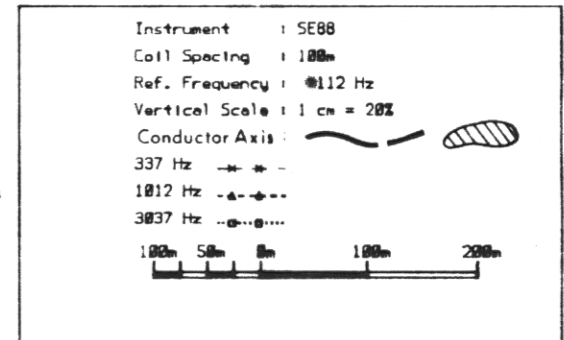 Instrument : SE88
Coil Spacing : 100m
Ref. Frequency : #112 Hz
Vertical Scale : 1 cm = 20%
Conductor Axis :
337 Hz
1012 Hz
3037 Hz
100m 50m 0m 100m 200m